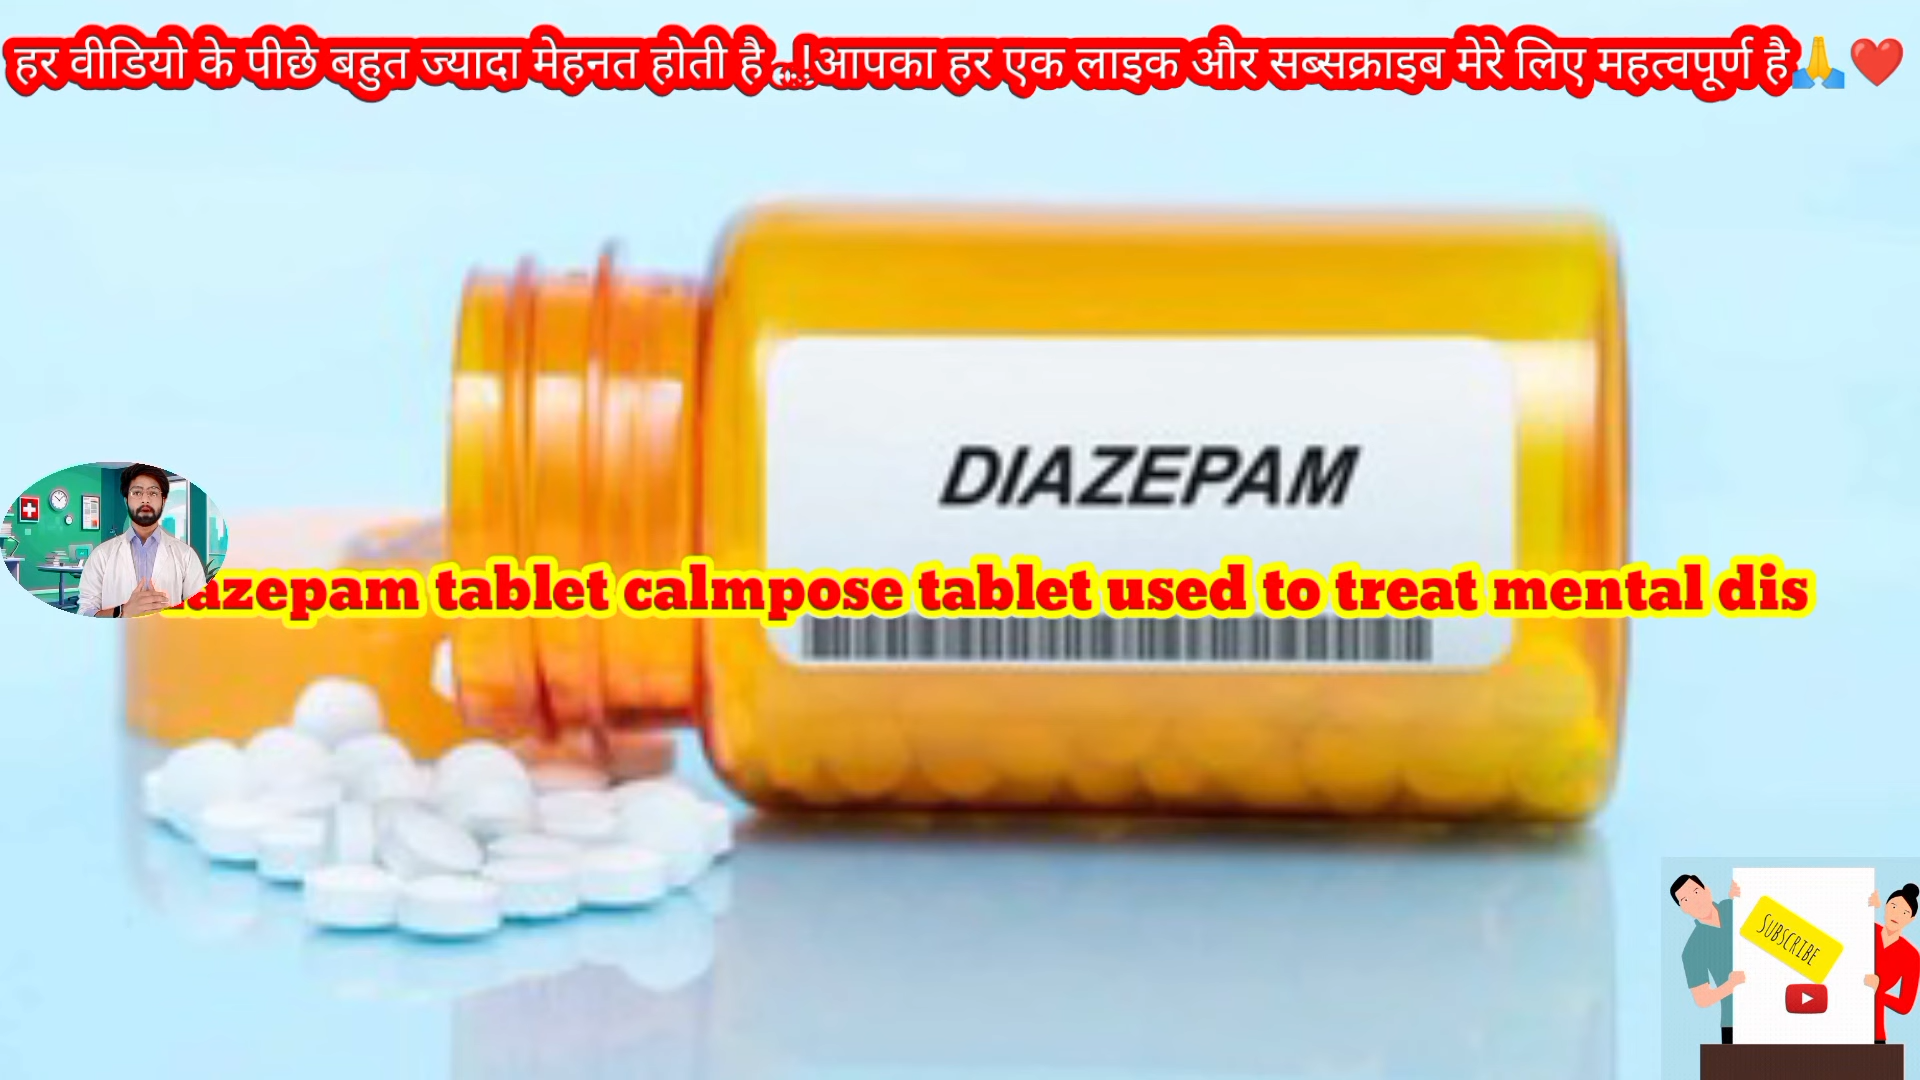 हर वीडियो के पीछे बहुत ज्यादा मेहनत होती है ...!आपका हर एक लाइक और सब्सक्राइब मेरे लिए महत्वपूर्ण है🙏❤️
DIAZEPAM
tablet calmpose tablet used to treat mental dis
SUBSCRIBE